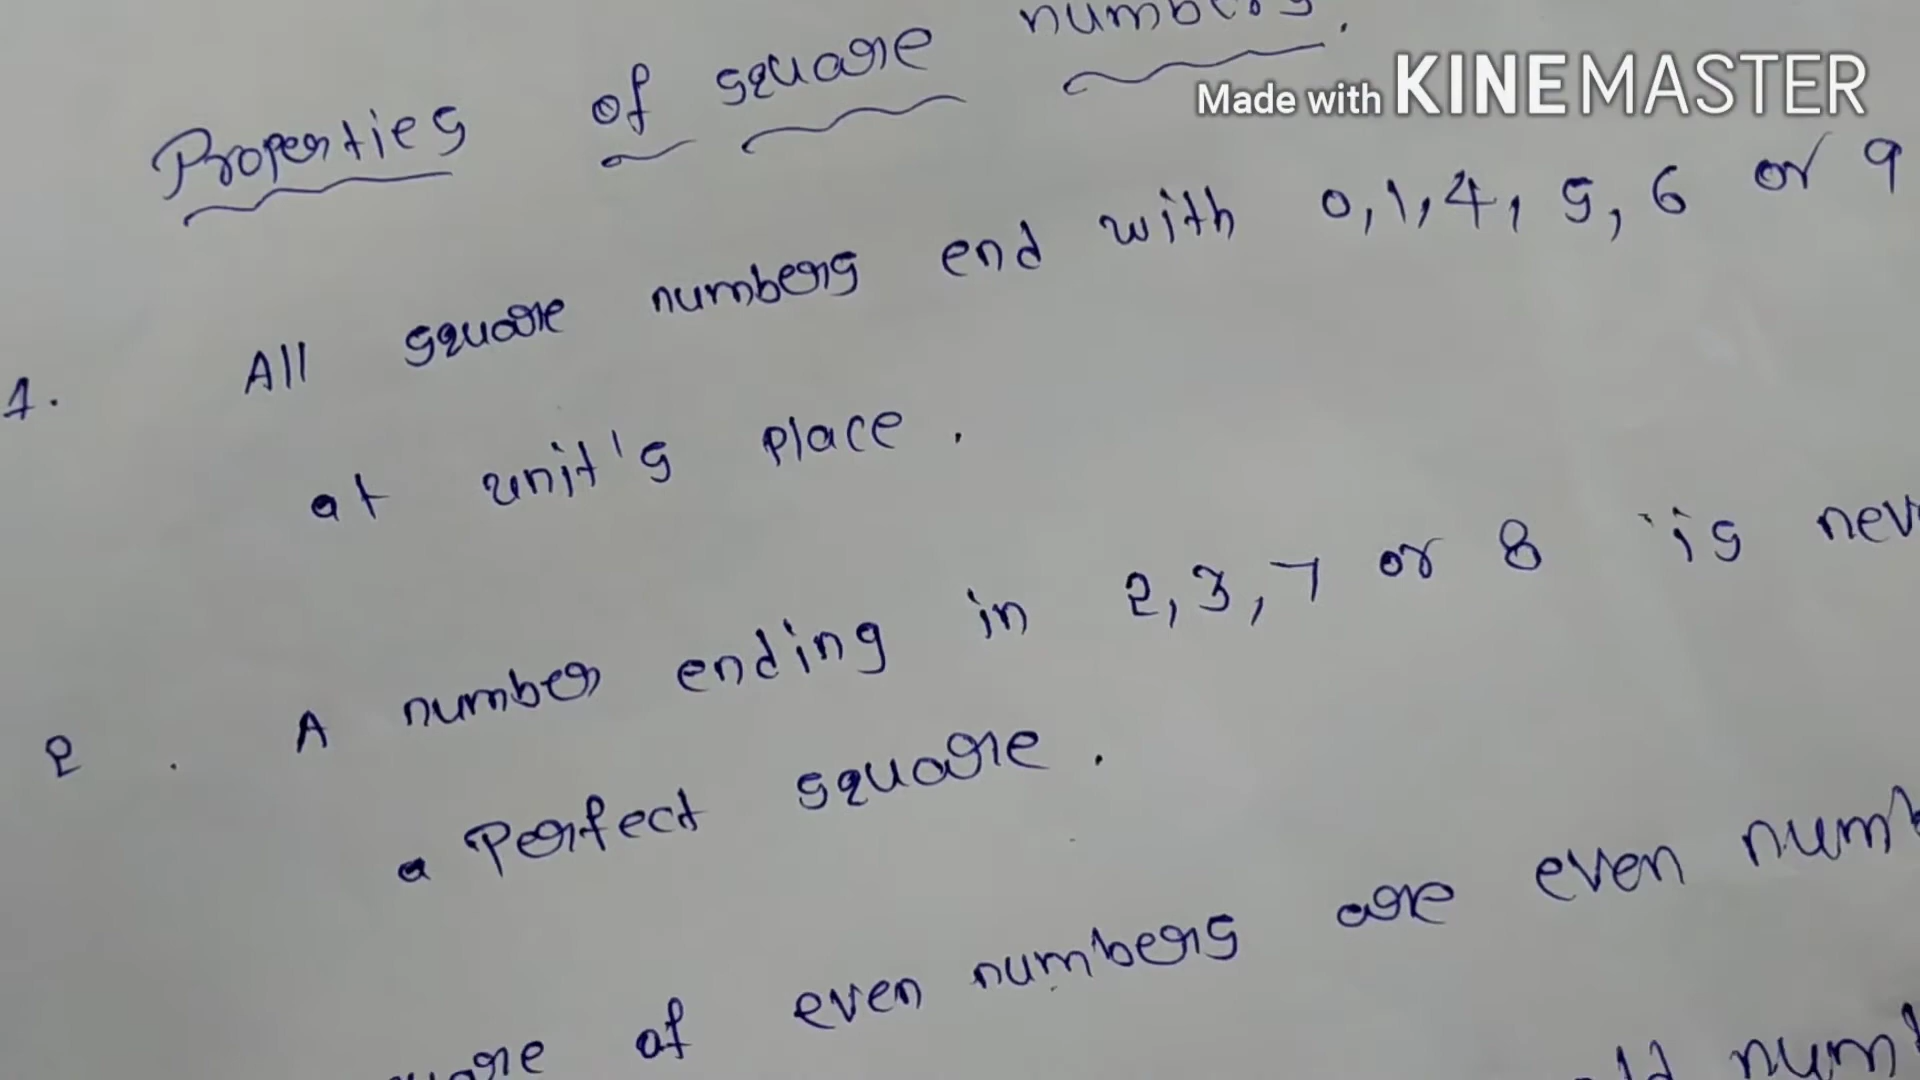 Properties of square numbers.
Made with KINEMASTER
1. All square numbers end with 0, 1, 4, 5, 6 or 9
at unit's place.
2. A number ending in 2, 3, 7 or 8 is
a perfect square.
of even numbers are even